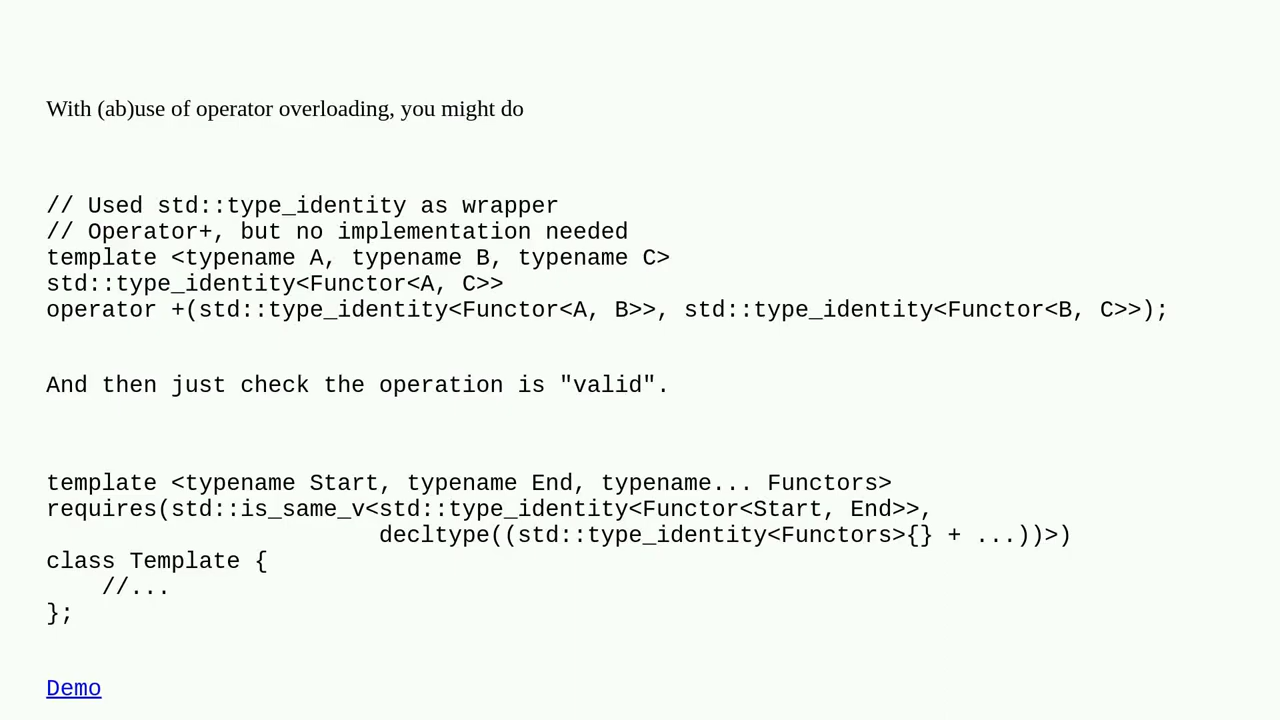 With (ab)use of operator overloading, you might do
// Used std::type_identity as wrapper
// Operator+, but no implementation needed
template <typename A, typename B, typename C>
std::type_identity<Functor<A, C>>
operator +(std::type_identity<Functor<A, B>>, std::type_identity<Functor<B, C>>);
And then just check the operation is "valid".
template <typename Start, typename End, typename... Functors>
requires(std::is_same_v<std::type_identity<Functor<Start, End>>,
                        decltype((std::type_identity<Functors>{} + ...))>)
class Template {
    //...
};
Demo